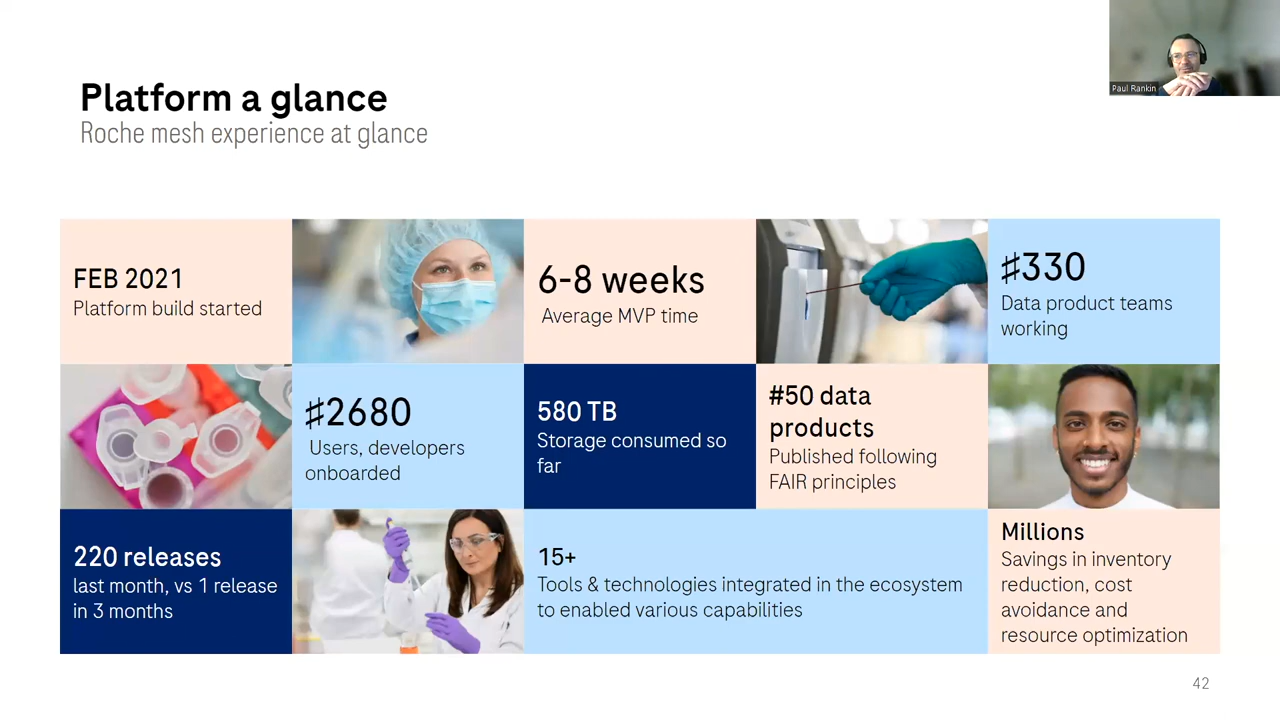 Paul Rankin
Platform a glance
Roche mesh experience at glance
FEB 2021
Platform build started
6-8 weeks
Average MVP time
♯330
Data product teams
working
♯2680
Users, developers
onboarded
580 TB
Storage consumed so
far
#50 data
products
Published following
FAIR principles
220 releases
last month, vs 1 release
in 3 months
15+
Tools & technologies integrated in the ecosystem
to enabled various capabilities
Millions
Savings in inventory
reduction, cost
avoidance and
resource optimization
42